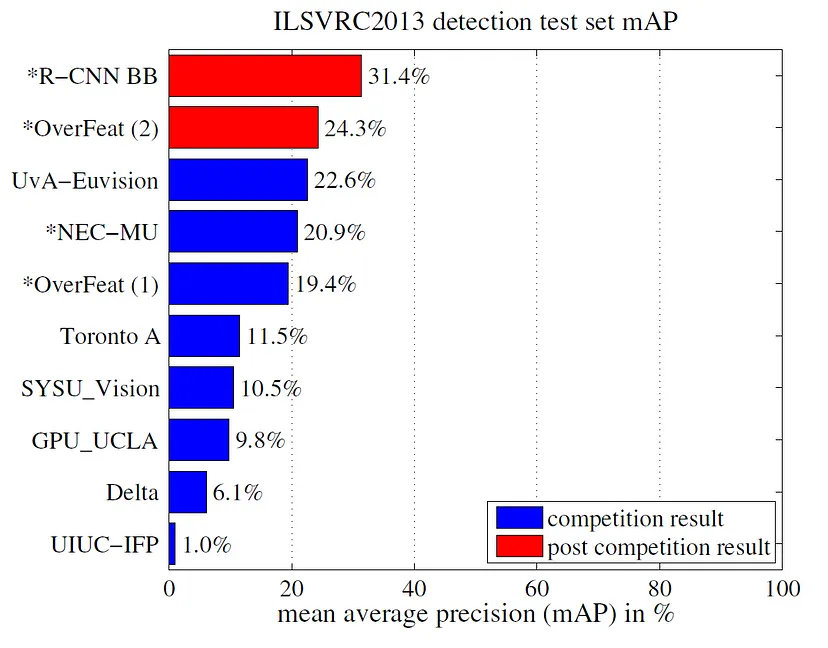 ILSVRC2013 detection test set mAP
*R−CNN BB 31.4%
*OverFeat (2) 24.3%
UvA−Euvision 22.6%
*NEC−MU 20.9%
*OverFeat (1) 19.4%
Toronto A 11.5%
SYSU_Vision 10.5%
GPU_UCLA 9.8%
Delta 6.1%
UIUC−IFP 1.0%
competition result
post competition result
0 20 40 60 80 100
mean average precision (mAP) in %